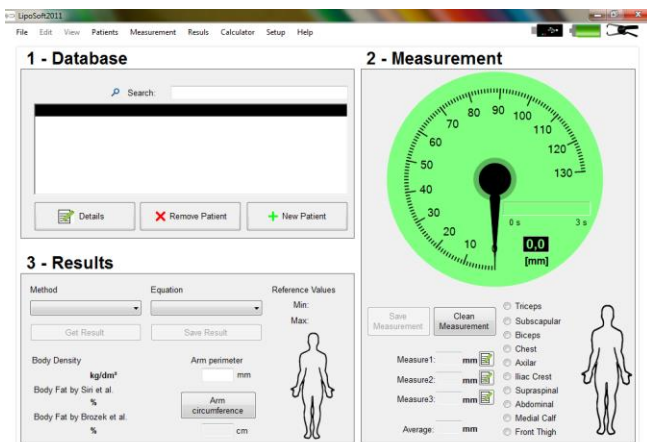 LipoSoft2011
File Edit View Patients Measurement Resuls Calculator Setup Help
1 - Database
Search:
Details
Remove Patient
New Patient
2 - Measurement
10
20
30
40
50
60
70
80
90
100
110
120
130
0 s
3 s
0,0
[mm]
Save Measurement
Clean Measurement
Measure1: mm
Measure2: mm
Measure3: mm
Average: mm
Triceps
Subscapular
Biceps
Chest
Axilar
Iliac Crest
Supraspinal
Abdominal
Medial Calf
Front Thigh
3 - Results
Method
Equation
Reference Values
Min:
Max:
Get Result
Save Result
Body Density
kg/dm³
Body Fat by Siri et al.
%
Body Fat by Brozek et al.
%
Arm perimeter
mm
Arm
circumference
cm